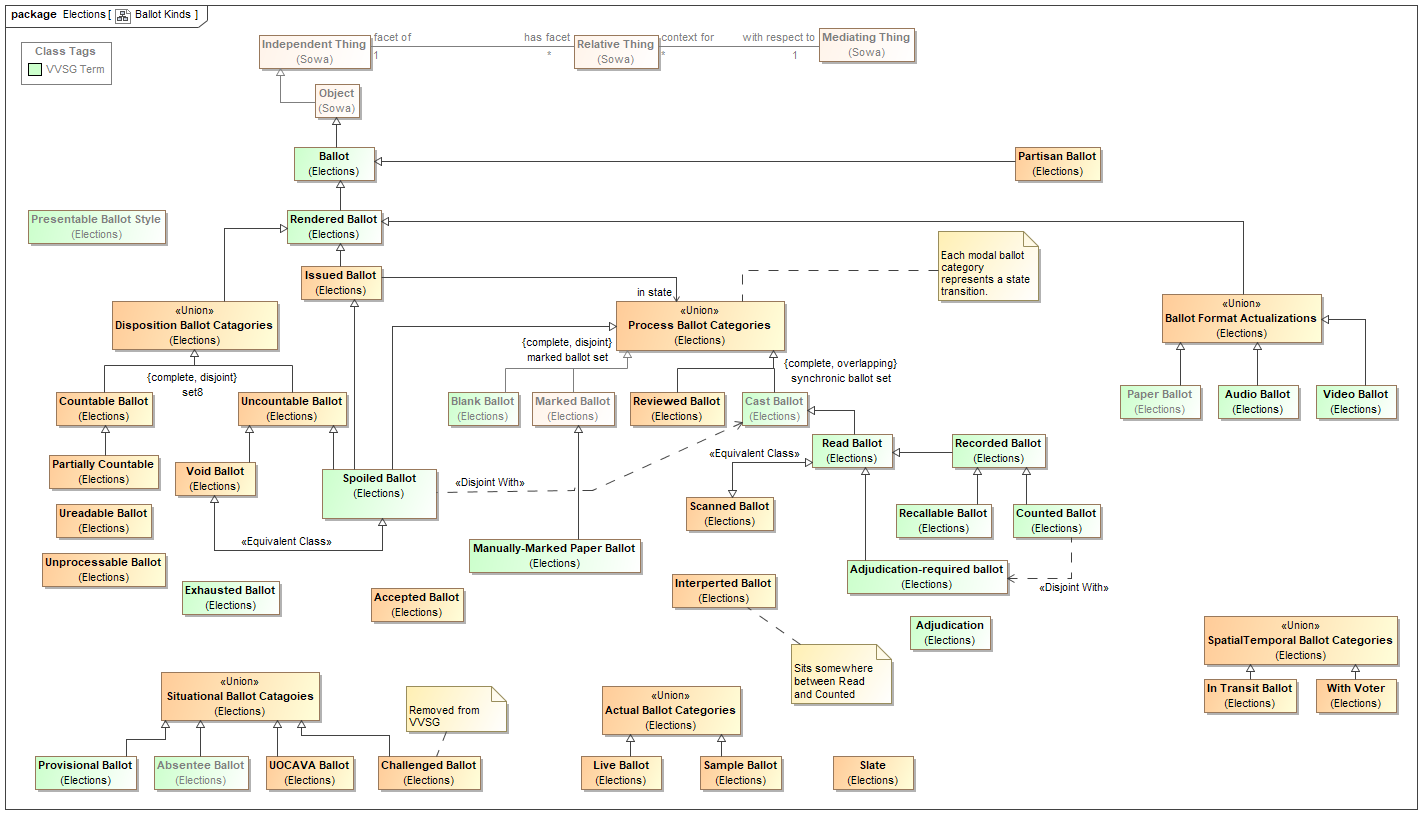 package Elections [ Ballot Kinds ]
Class Tags
VVSG Term
Independent Thing
(Sowa)
facet of
1
has facet
*
Relative Thing
(Sowa)
context for
*
with respect to
1
Mediating Thing
(Sowa)
Object
(Sowa)
Ballot
(Elections)
Partisan Ballot
(Elections)
Presentable Ballot Style
(Elections)
Rendered Ballot
(Elections)
Issued Ballot
(Elections)
in state
Each modal ballot
category
represents a state
transition.
«Union»
Disposition Ballot Catagories
(Elections)
«Union»
Process Ballot Categories
(Elections)
«Union»
Ballot Format Actualizations
(Elections)
{complete, disjoint}
set8
{complete, disjoint}
marked ballot set
{complete, overlapping}
synchronic ballot set
Countable Ballot
(Elections)
Uncountable Ballot
(Elections)
Blank Ballot
(Elections)
Marked Ballot
(Elections)
Reviewed Ballot
(Elections)
Cast Ballot
(Elections)
Paper Ballot
(Elections)
Audio Ballot
(Elections)
Video Ballot
(Elections)
Partially Countable
(Elections)
Void Ballot
(Elections)
Spoiled Ballot
(Elections)
«Disjoint With»
«Equivalent Class»
Read Ballot
(Elections)
Recorded Ballot
(Elections)
Ureadable Ballot
(Elections)
Scanned Ballot
(Elections)
Recallable Ballot
(Elections)
Counted Ballot
(Elections)
«Equivalent Class»
Manually-Marked Paper Ballot
(Elections)
Unprocessable Ballot
(Elections)
Exhausted Ballot
(Elections)
Accepted Ballot
(Elections)
Interperted Ballot
(Elections)
Adjudication-required ballot
(Elections)
«Disjoint With»
Adjudication
(Elections)
Sits somewhere
between Read
and Counted
«Union»
SpatialTemporal Ballot Categories
(Elections)
In Transit Ballot
(Elections)
With Voter
(Elections)
«Union»
Situational Ballot Catagoies
(Elections)
Removed from
VVSG
«Union»
Actual Ballot Categories
(Elections)
Provisional Ballot
(Elections)
Absentee Ballot
(Elections)
UOCAVA Ballot
(Elections)
Challenged Ballot
(Elections)
Live Ballot
(Elections)
Sample Ballot
(Elections)
Slate
(Elections)